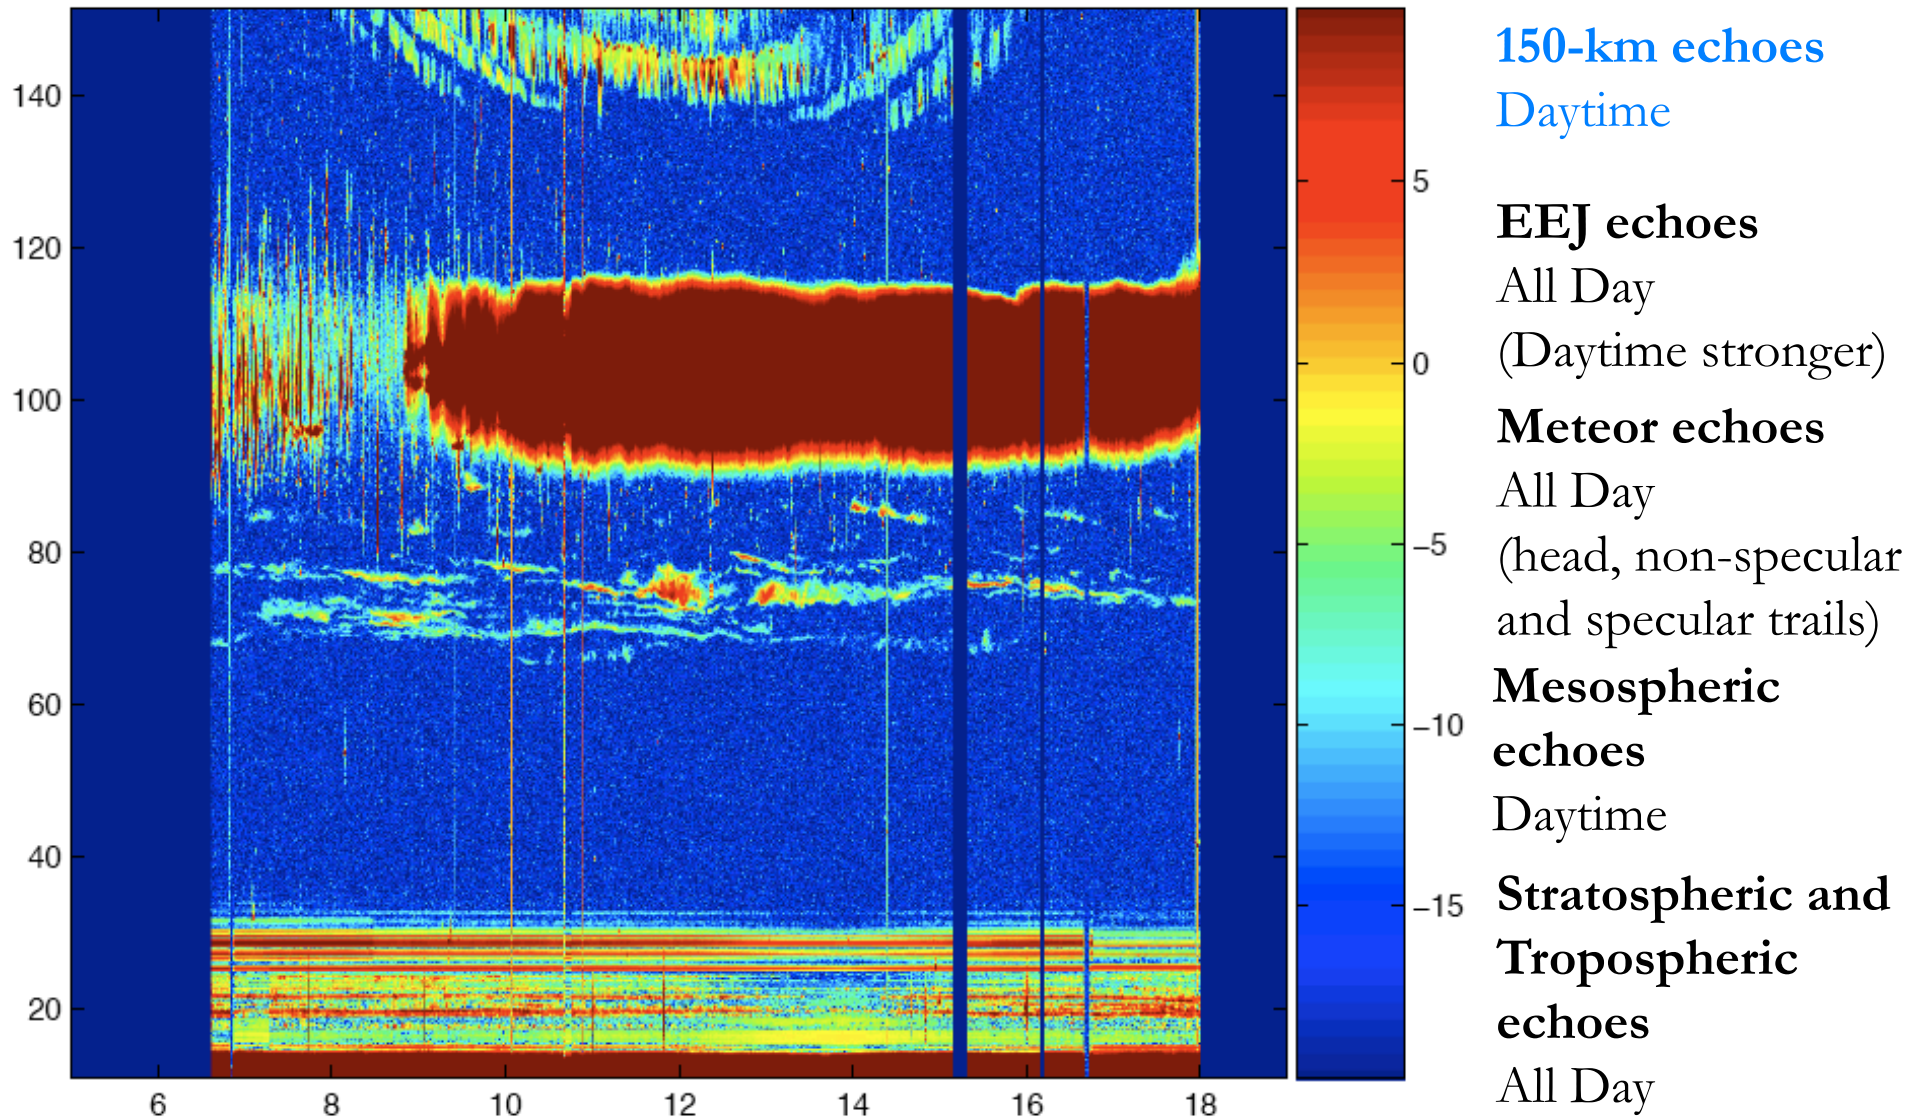 150-km echoes
Daytime
EEJ echoes
All Day
(Daytime stronger)
Meteor echoes
All Day
(head, non-specular
and specular trails)
Mesospheric
echoes
Daytime
Stratospheric and
Tropospheric
echoes
All Day
140
120
100
80
60
40
20
6 8 10 12 14 16 18
5
0
−5
−10
−15